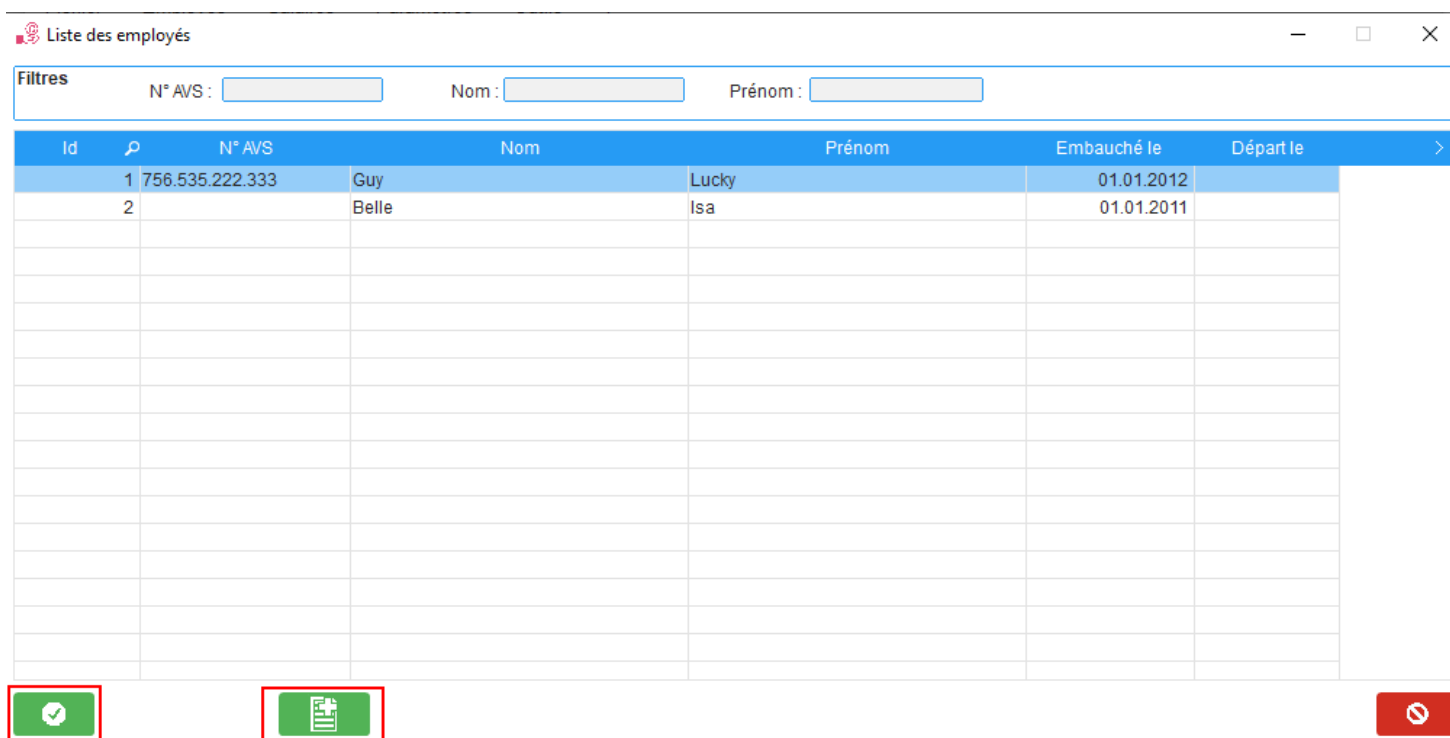 Liste des employés
Filtres
N° AVS : Nom : Prénom :
Id N° AVS Nom Prénom Embauché le Départ le
1 756.535.222.333 Guy Lucky 01.01.2012
2 Belle Isa 01.01.2011